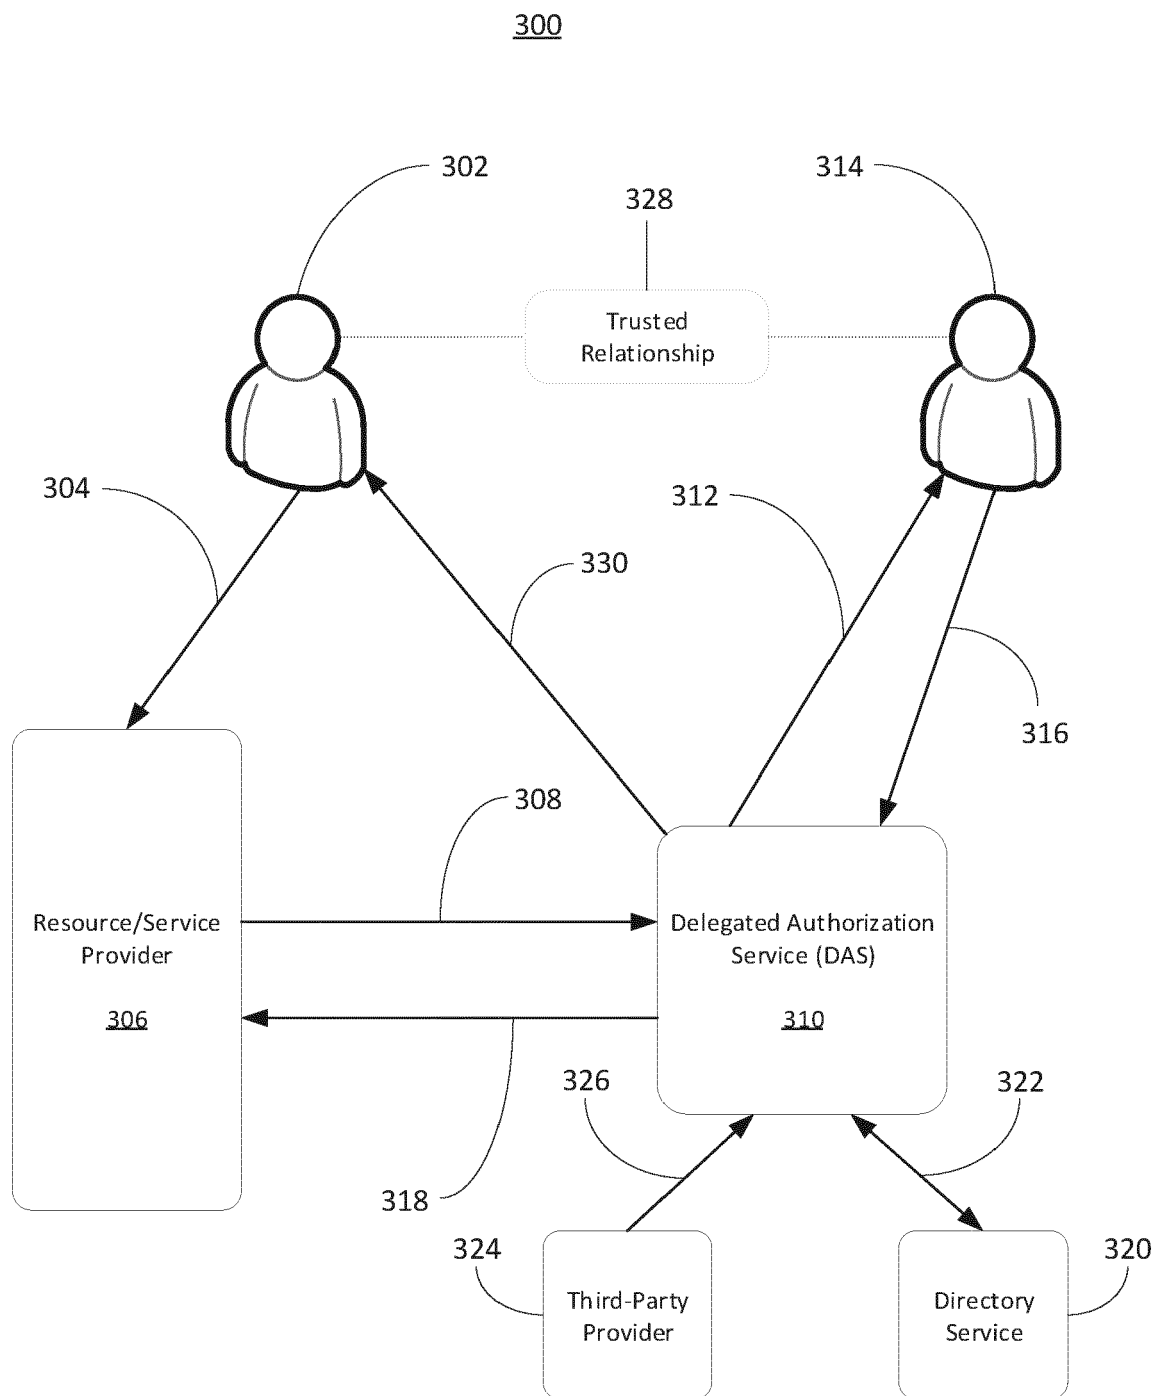 300
302
314
328
Trusted
Relationship
304
312
330
316
308
Resource/Service
Provider
306
Delegated Authorization
Service (DAS)
310
326
322
318
324
320
Third-Party
Provider
Directory
Service